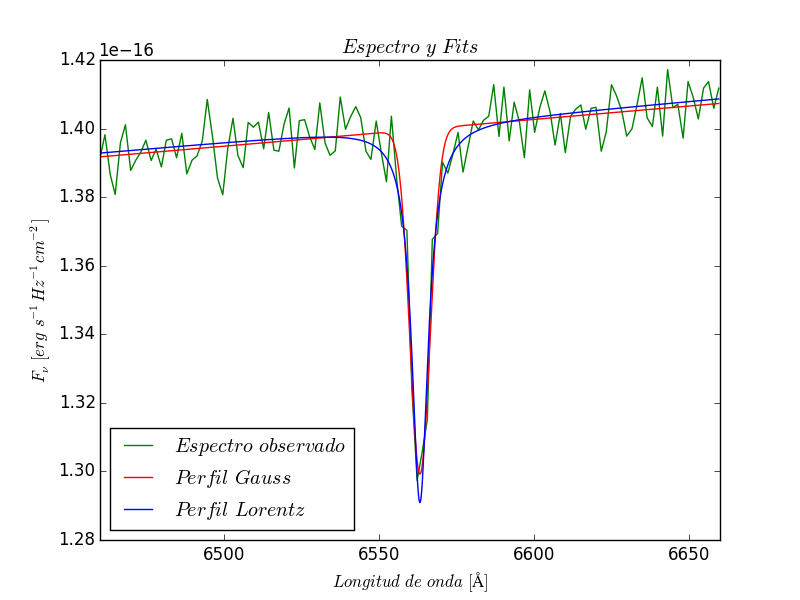 Espectro y Fits
1e−16
1.42
1.40
1.38
1.36
1.34
1.32
1.30
1.28
F_ν [erg s^{−1} Hz^{−1} cm^{−2}]
Espectro observado
Perfil Gauss
Perfil Lorentz
6500 6550 6600 6650
Longitud de onda [Å]